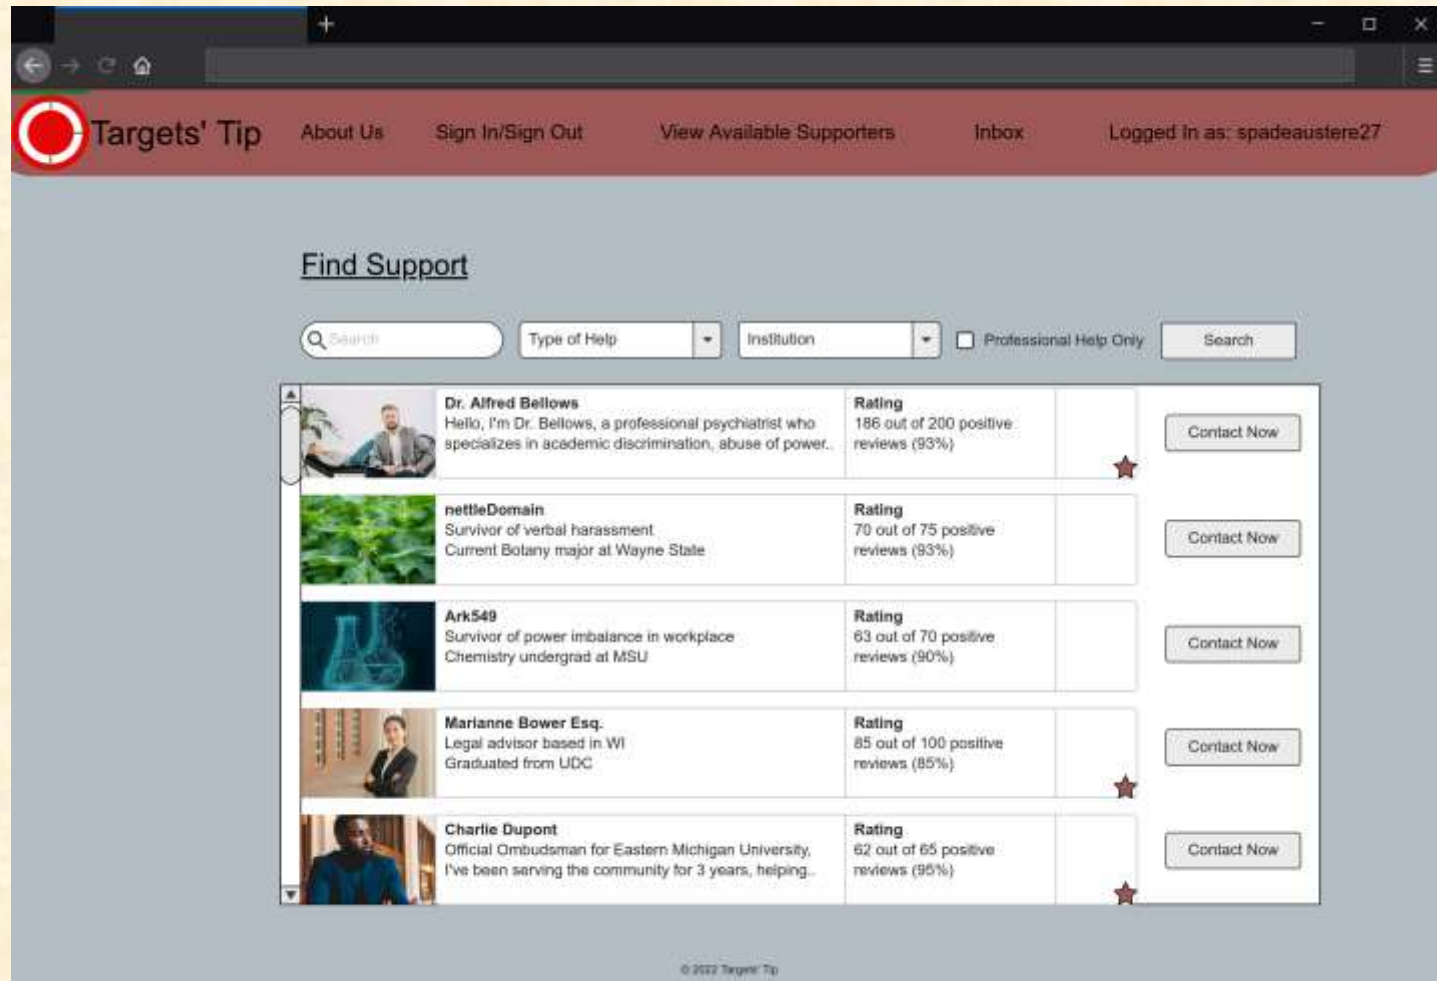 Targets' Tip
About Us
Sign In/Sign Out
View Available Supporters
Inbox
Logged In as: spadeaustere27
Find Support
Search
Type of Help
Institution
Professional Help Only
Search
Dr. Alfred Bellows
Hello, I'm Dr. Bellows, a professional psychiatrist who
specializes in academic discrimination, abuse of power..
Rating
186 out of 200 positive
reviews (93%)
Contact Now
nettleDomain
Survivor of verbal harassment
Current Botany major at Wayne State
Rating
70 out of 75 positive
reviews (93%)
Contact Now
Ark549
Survivor of power imbalance in workplace
Chemistry undergrad at MSU
Rating
63 out of 70 positive
reviews (90%)
Contact Now
Marianne Bower Esq.
Legal advisor based in WI
Graduated from UDC
Rating
85 out of 100 positive
reviews (85%)
Contact Now
Charlie Dupont
Official Ombudsman for Eastern Michigan University,
I've been serving the community for 3 years, helping..
Rating
62 out of 65 positive
reviews (95%)
Contact Now
© 2022 Targets' Tip